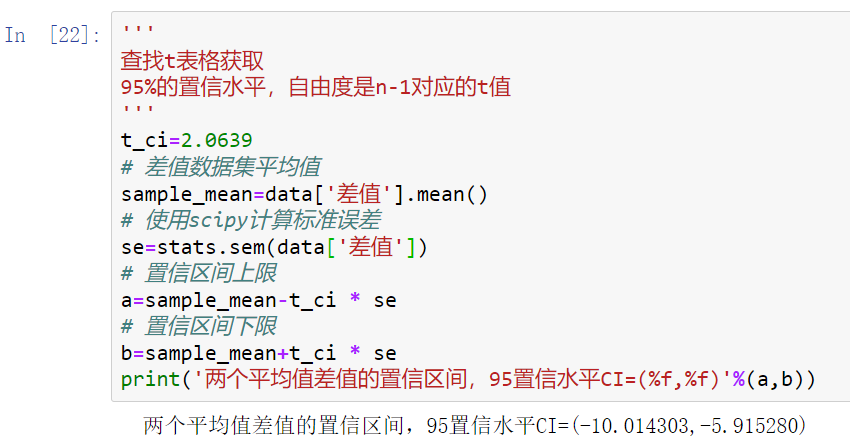 In [22]:
'''
查找t表格获取
95%的置信水平，自由度是n-1对应的t值
'''
t_ci=2.0639
# 差值数据集平均值
sample_mean=data['差值'].mean()
# 使用scipy计算标准误差
se=stats.sem(data['差值'])
# 置信区间上限
a=sample_mean-t_ci * se
# 置信区间下限
b=sample_mean+t_ci * se
print('两个平均值差值的置信区间，95置信水平CI=(%f,%f)'%(a,b))
两个平均值差值的置信区间，95置信水平CI=(-10.014303,-5.915280)